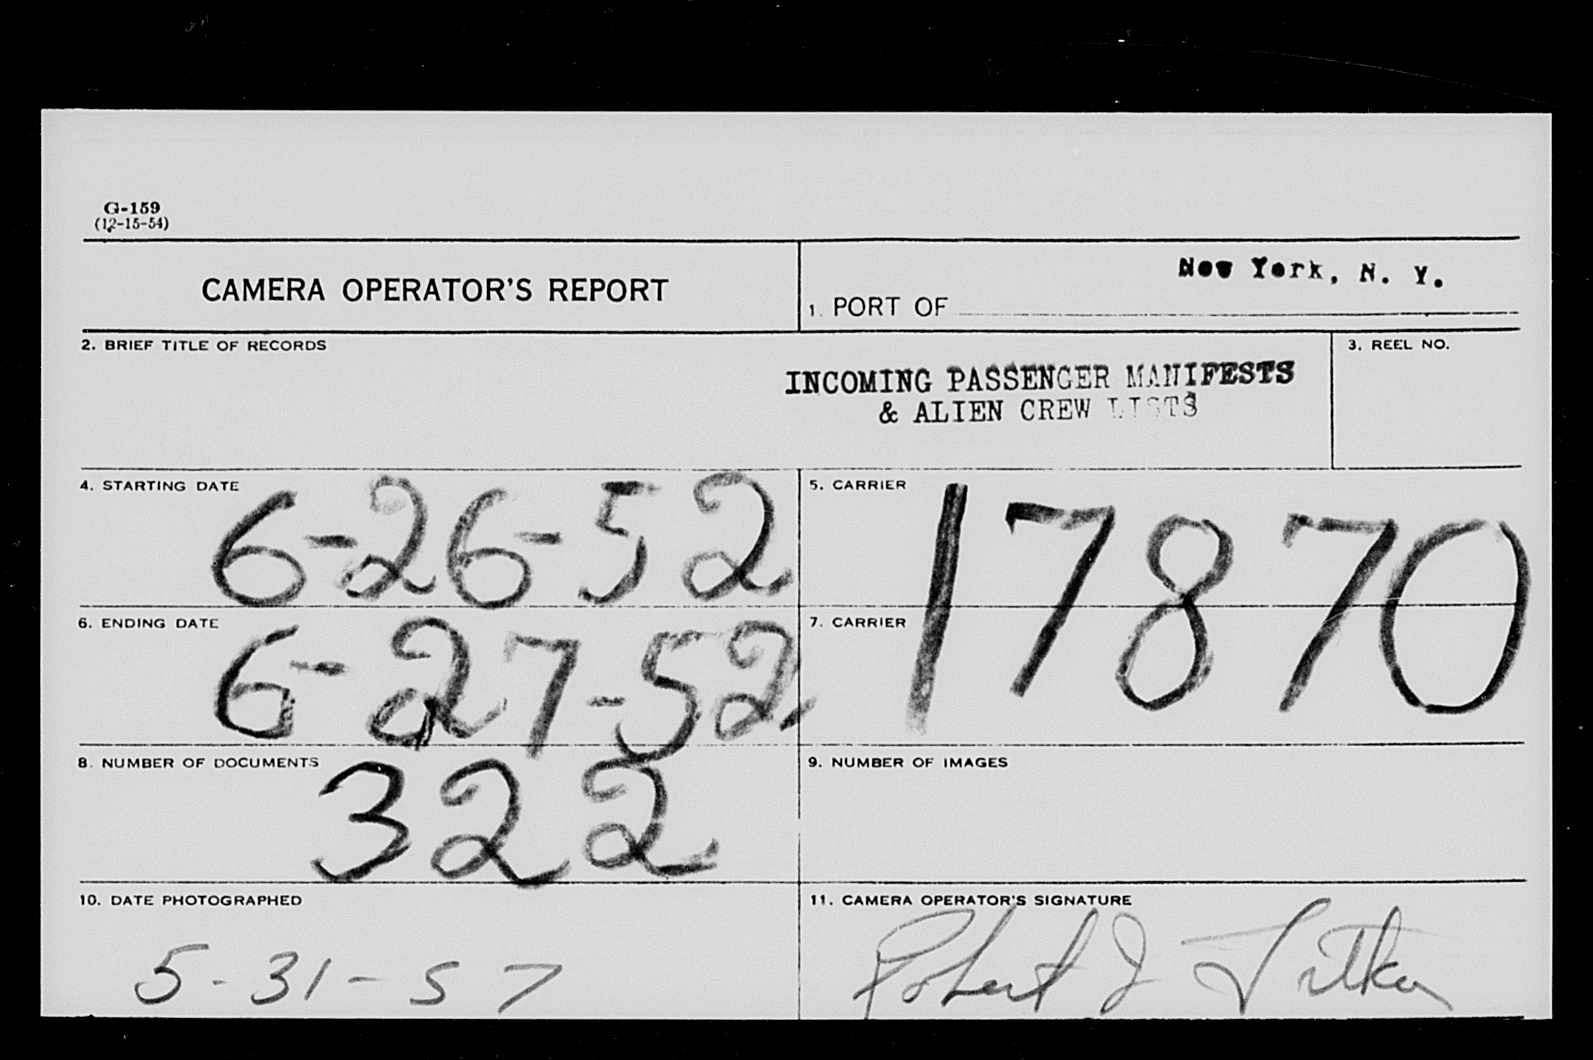 G-159
(12-15-54)
CAMERA OPERATOR'S REPORT
1. PORT OF New York, N. Y.
2. BRIEF TITLE OF RECORDS
INCOMING PASSENGER MANIFESTS
& ALIEN CREW LISTS
3. REEL NO.
4. STARTING DATE
6-26-52
5. CARRIER
17870
6. ENDING DATE
6-27-52
7. CARRIER
8. NUMBER OF DOCUMENTS
322
9. NUMBER OF IMAGES
10. DATE PHOTOGRAPHED
5-31-57
11. CAMERA OPERATOR'S SIGNATURE
Robert J